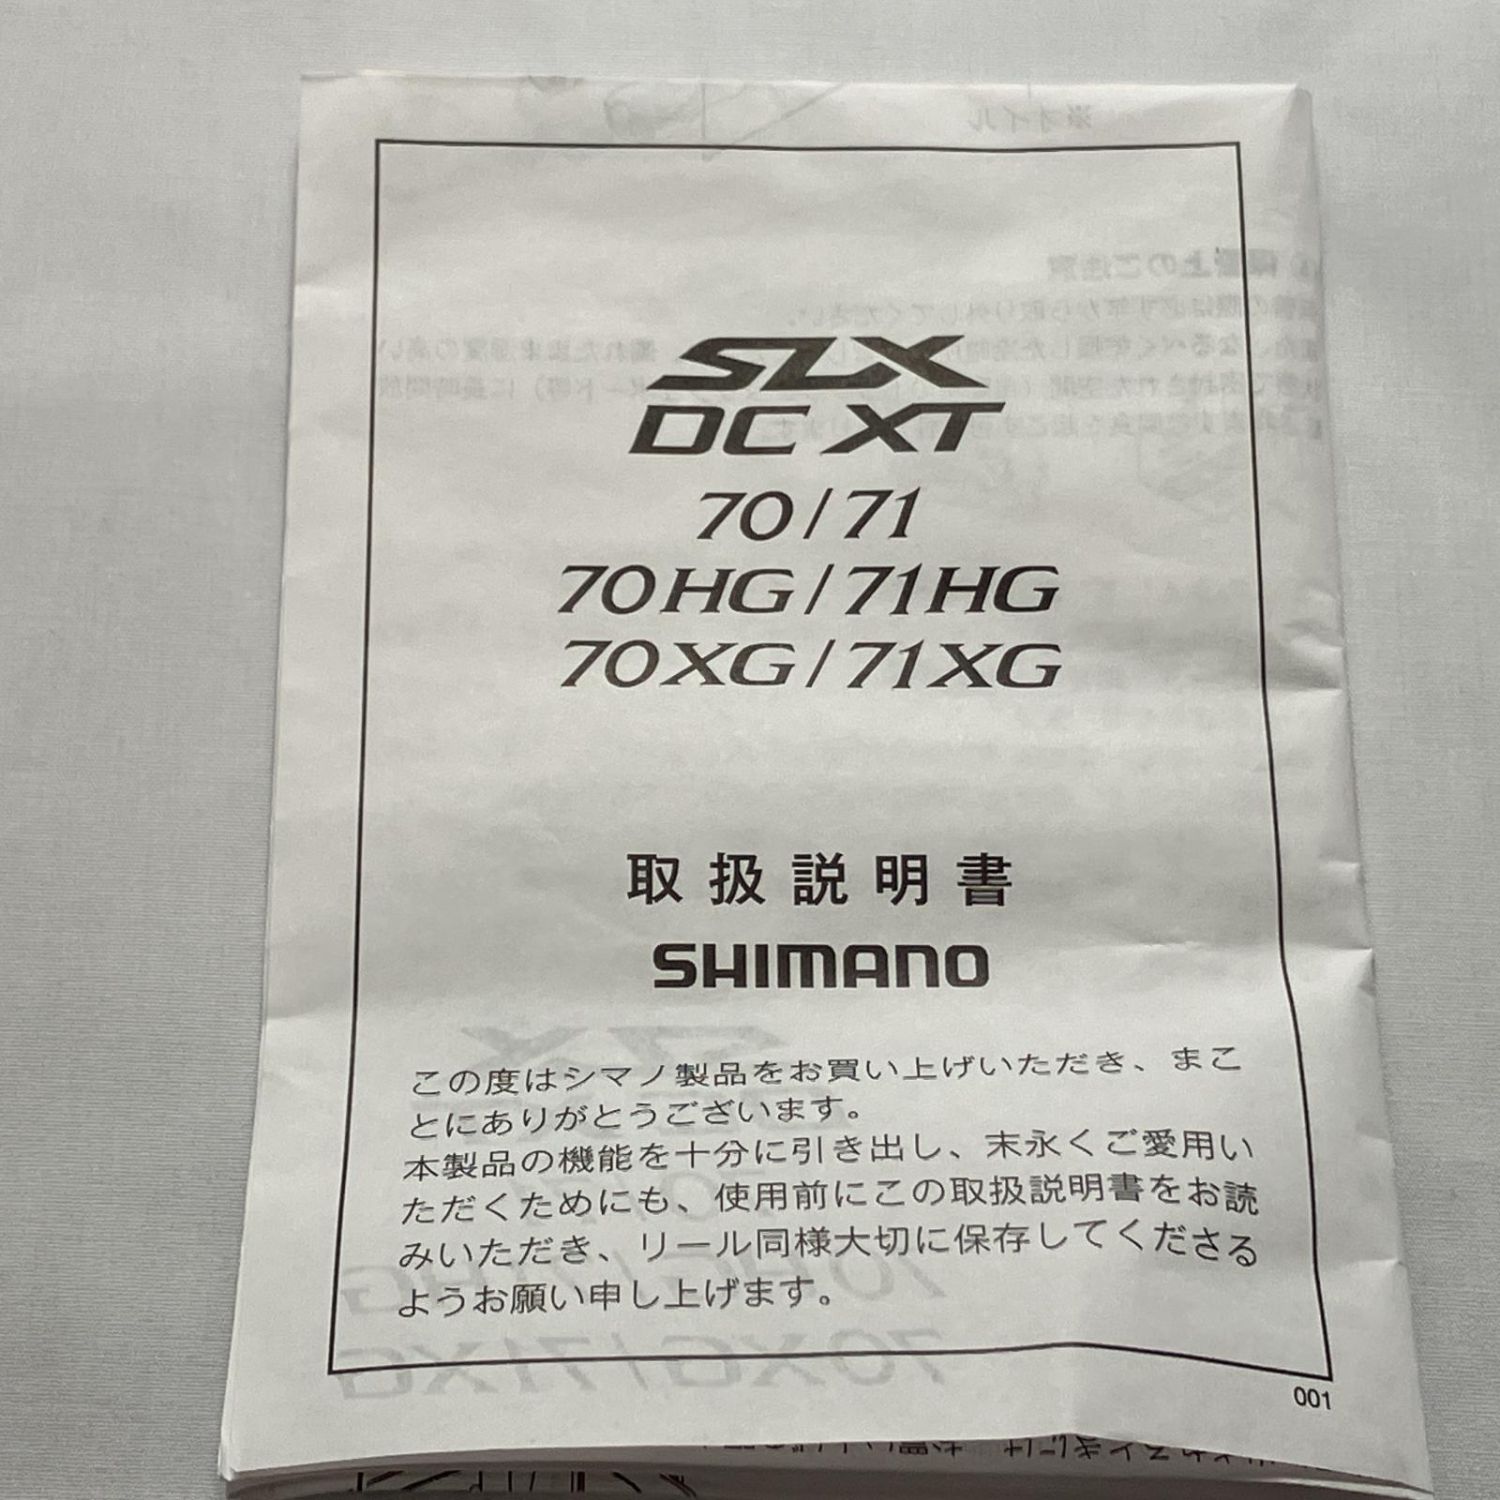 SLX
DC XT
70/71
70HG/71HG
70XG/71XG
取扱説明書
SHIMANO
この度はシマノ製品をお買い上げいただき、まこ
とにありがとうございます。
本製品の機能を十分に引き出し、末永くご愛用い
ただくためにも、使用前にこの取扱説明書をお読
みいただき、リール同様大切に保存してくださる
ようお願い申し上げます。
001